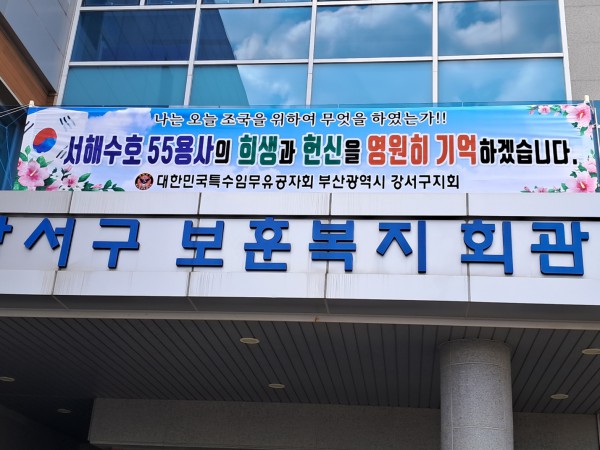 나는 오늘 조국을 위하여 무엇을 하였는가!!
서해수호 55용사의 희생과 헌신을 영원히 기억하겠습니다.
대한민국특수임무유공자회 부산광역시 강서구지회
강서구 보훈복지회관